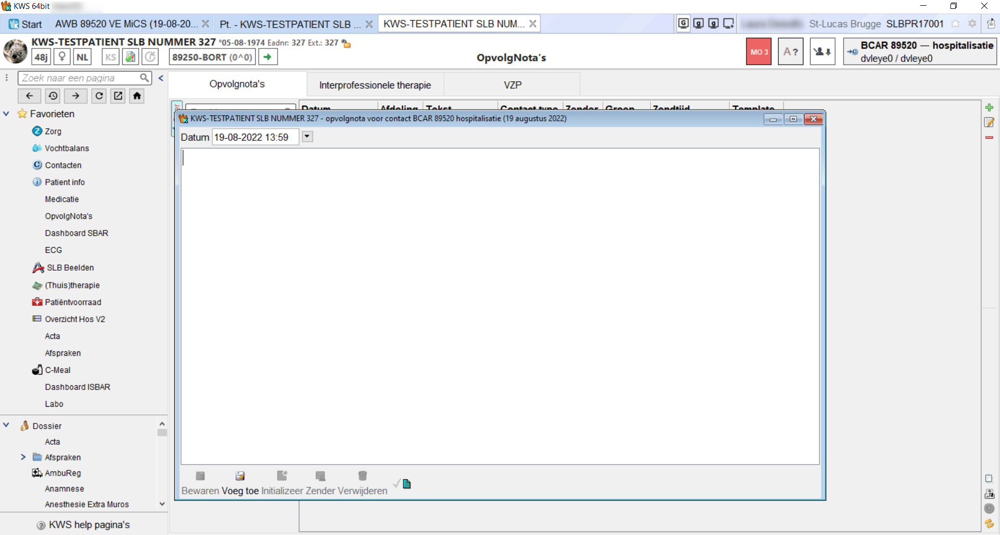 KWS 64bit
Start
AWB 89520 VE MiCS (19-08-20...
Pt. - KWS-TESTPATIENT SLB ...
KWS-TESTPATIENT SLB NUM...
St-Lucas Brugge SLBPR17001
KWS-TESTPATIENT SLB NUMMER 327 °05-08-1974 Eadnr: 327 Ext.: 327
48j ♀ NL KS 89250-BORT (0^0)
OpvolgNota's
MO 3
A?
BCAR 89520 — hospitalisatie
dvleye0 / dvleye0
Zoek naar een pagina
Favorieten
Zorg
Vochtbalans
Contacten
Patient info
Medicatie
OpvolgNota's
Dashboard SBAR
ECG
SLB Beelden
(Thuis)therapie
Patiëntvoorraad
Overzicht Hos V2
Acta
Afspraken
C-Meal
Dashboard ISBAR
Labo
Dossier
Acta
Afspraken
AmbuReg
Anamnese
Anesthesie Extra Muros
KWS help pagina's
Opvolgnota's
Interprofessionele therapie
VZP
Datum Afdeling Tekst Contact type Zender Groep Zendtijd Template
KWS-TESTPATIENT SLB NUMMER 327 - opvolgnota voor contact BCAR 89520 hospitalisatie (19 augustus 2022)
Datum 19-08-2022 13:59
Bewaren Voeg toe Initializeer Zender Verwijderen